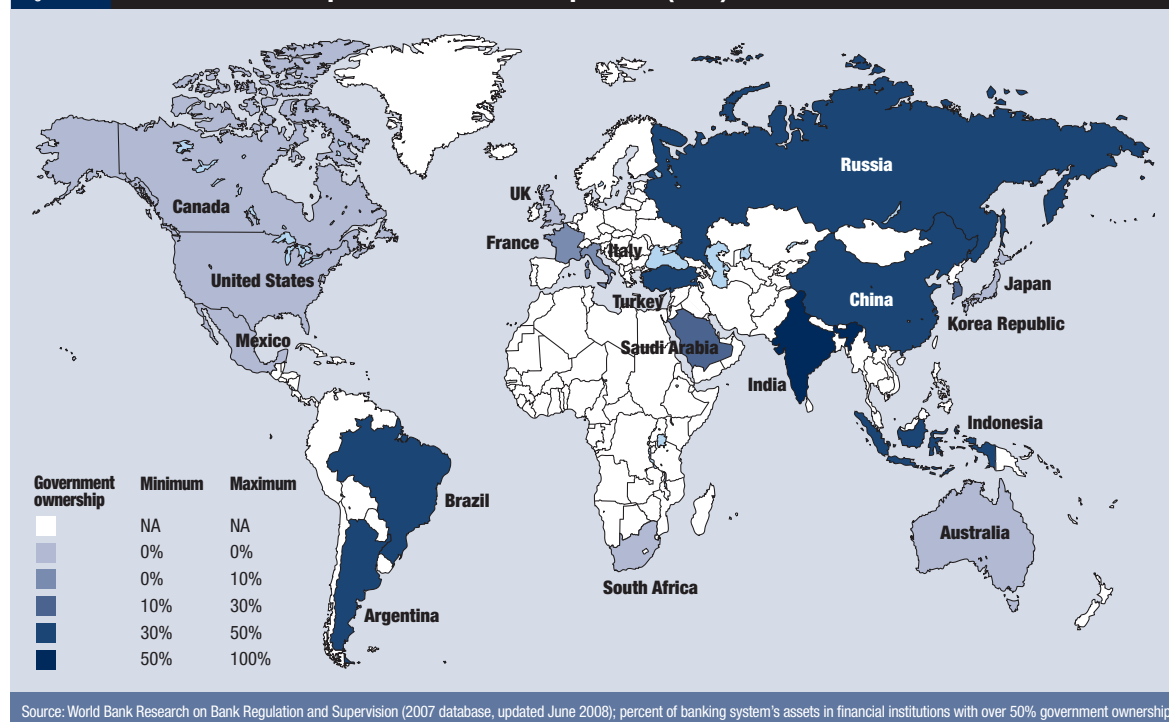 Canada
United States
Mexico
UK
France
Italy
Turkey
Saudi Arabia
Russia
China
India
Japan
Korea Republic
Indonesia
Australia
Brazil
Argentina
South Africa
Government ownership Minimum Maximum
NA NA
0% 0%
0% 10%
10% 30%
30% 50%
50% 100%
Source: World Bank Research on Bank Regulation and Supervision (2007 database, updated June 2008); percent of banking system's assets in financial institutions with over 50% government ownership